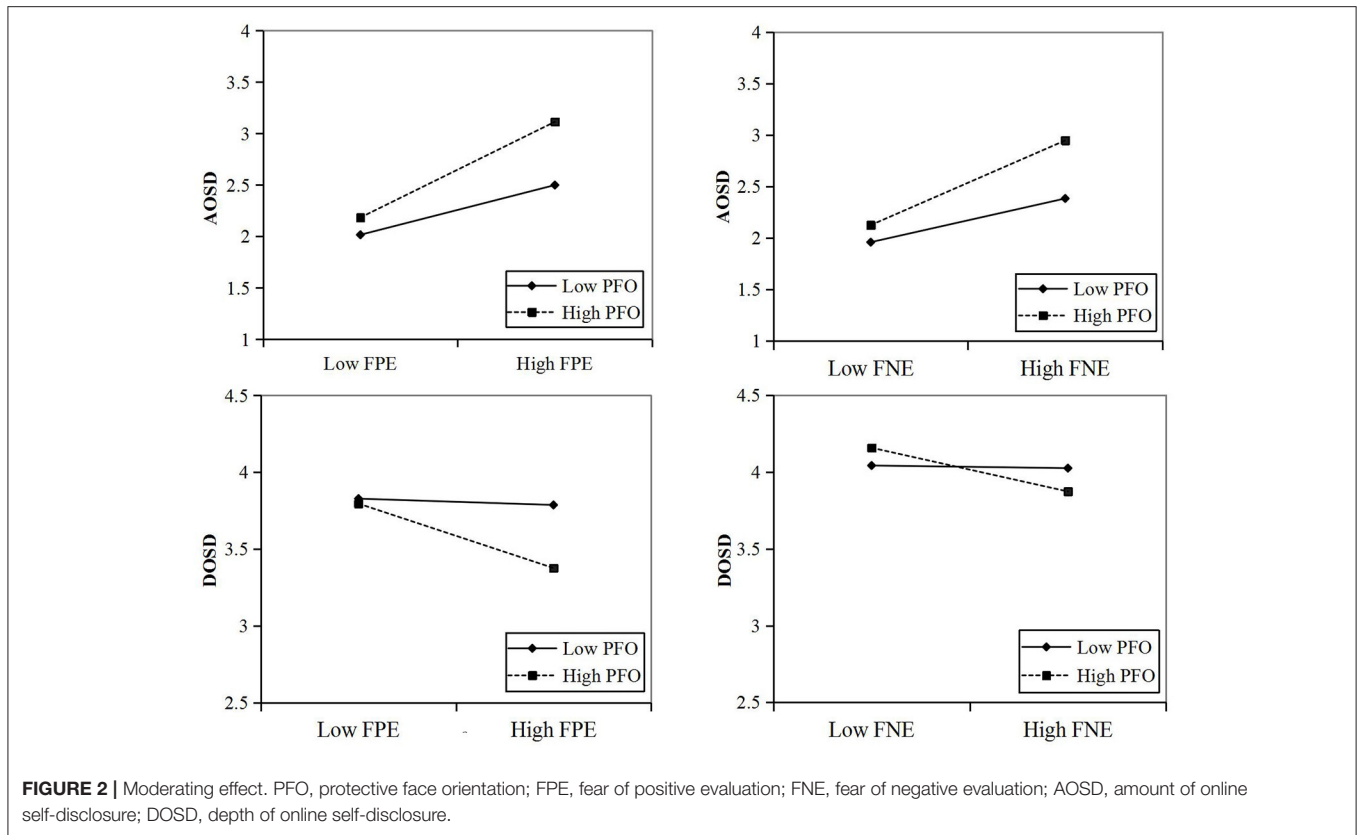 4
3.5
3
2.5
2
1.5
1
AOSD
Low FPE High FPE
Low PFO
High PFO
4
3.5
3
2.5
2
1.5
1
AOSD
Low FNE High FNE
Low PFO
High PFO
4.5
4
3.5
3
2.5
DOSD
Low FPE High FPE
Low PFO
High PFO
4.5
4
3.5
3
2.5
DOSD
Low FNE High FNE
Low PFO
High PFO
FIGURE 2 | Moderating effect. PFO, protective face orientation; FPE, fear of positive evaluation; FNE, fear of negative evaluation; AOSD, amount of online
self-disclosure; DOSD, depth of online self-disclosure.